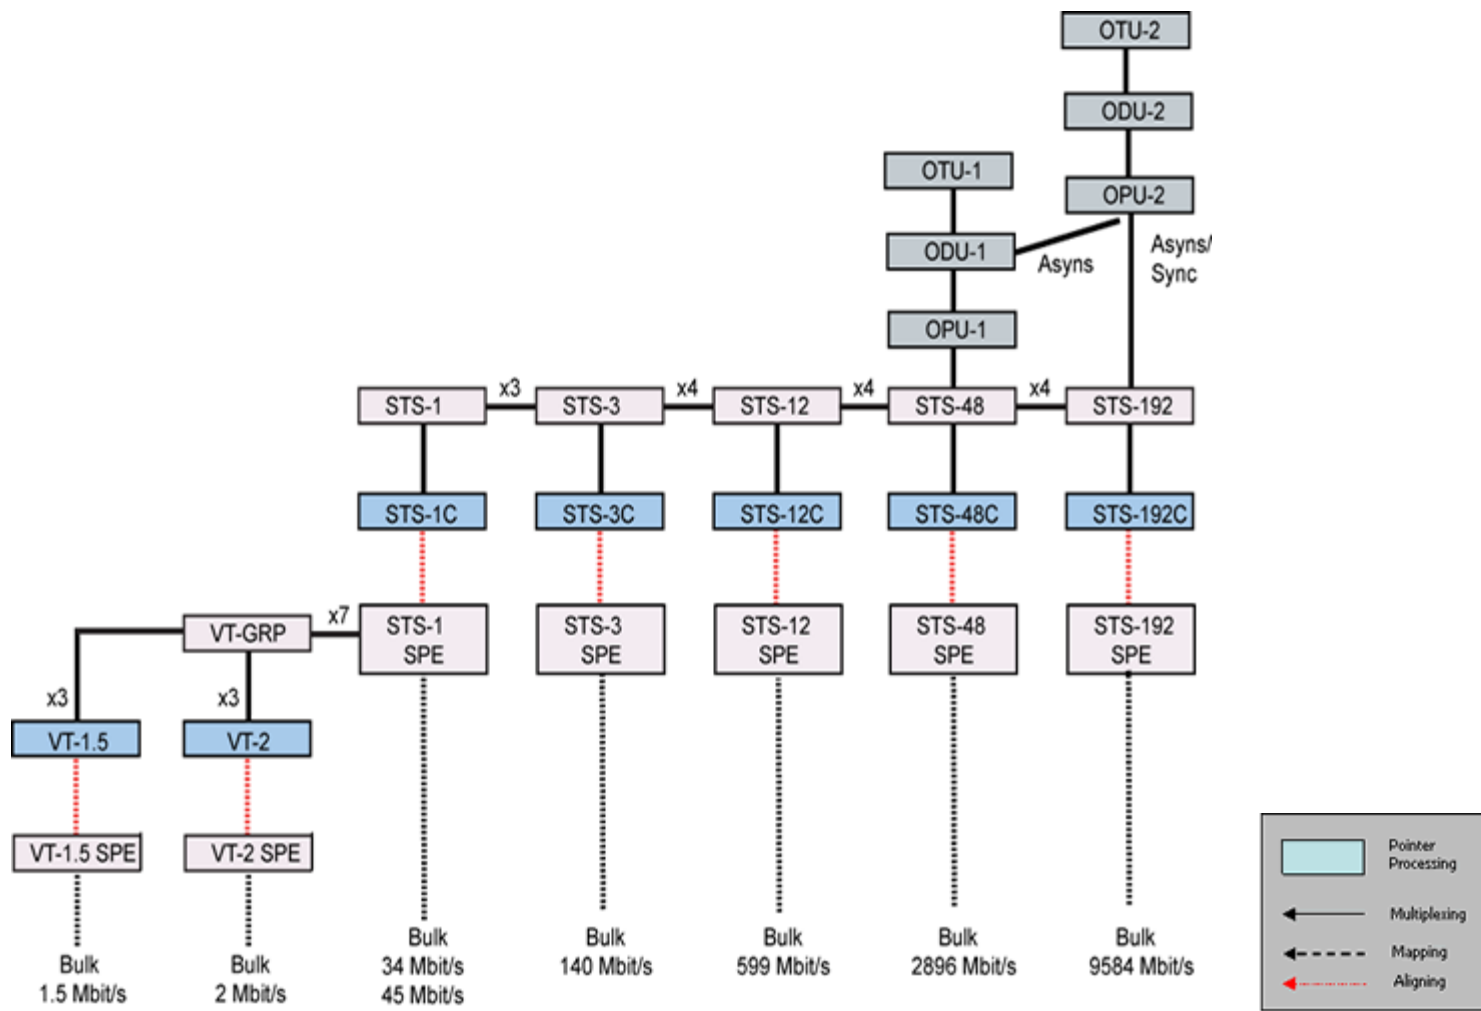 OTU-2
ODU-2
OTU-1
OPU-2
ODU-1
Asyns
Asyns/
Sync
OPU-1
STS-1
x3
STS-3
x4
STS-12
x4
STS-48
x4
STS-192
STS-1C
STS-3C
STS-12C
STS-48C
STS-192C
VT-GRP
x7
STS-1
SPE
STS-3
SPE
STS-12
SPE
STS-48
SPE
STS-192
SPE
x3
x3
VT-1.5
VT-2
VT-1.5 SPE
VT-2 SPE
Bulk
1.5 Mbit/s
Bulk
2 Mbit/s
Bulk
34 Mbit/s
45 Mbit/s
Bulk
140 Mbit/s
Bulk
599 Mbit/s
Bulk
2896 Mbit/s
Bulk
9584 Mbit/s
Pointer
Processing
Multiplexing
Mapping
Aligning